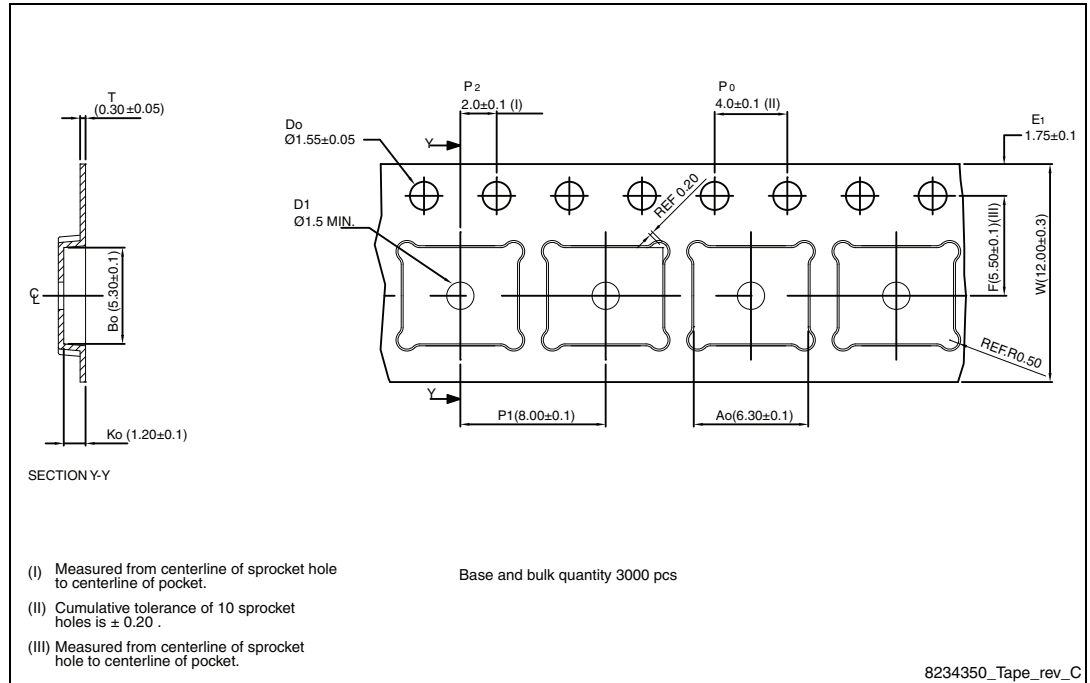 T
(0.30 ±0.05)
P2
2.0±0.1 (I)
P0
4.0±0.1 (II)
E1
1.75±0.1
Do
Ø1.55±0.05
Y
D1
Ø1.5 MIN.
REF 0.20
F(5.50±0.1)(III)
W(12.00±0.3)
Bo (5.30±0.1)
℄
REF.R0.50
Y
P1(8.00±0.1)
Ao(6.30±0.1)
Ko (1.20±0.1)
SECTION Y-Y
(I) Measured from centerline of sprocket hole
to centerline of pocket.
Base and bulk quantity 3000 pcs
(II) Cumulative tolerance of 10 sprocket
holes is ± 0.20 .
(III) Measured from centerline of sprocket
hole to centerline of pocket.
8234350_Tape_rev_C